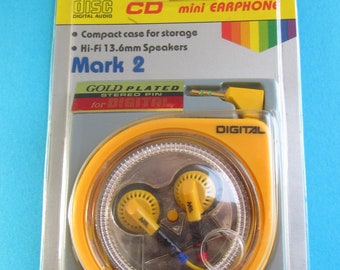 disc
DIGITAL AUDIO
CD
mini EARPHONE
• Compact case for storage
• Hi-Fi 13.6mm Speakers
Mark 2
GOLD PLATED
STEREO PIN
for DIGITAL
DIGITAL